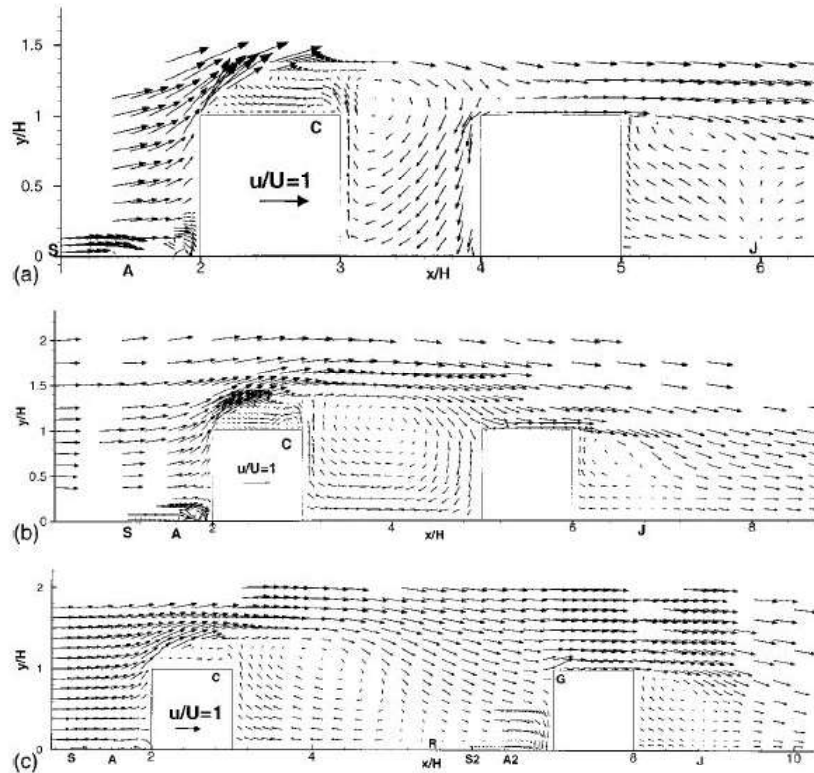 1.5
y/H
1
C
u/U=1
0.5
S 0
1 A 2 3 x/H 4 5 J 6
(a)
2
1.5
y/H
1
C
u/U=1
0.5
0
S A 2 4 x/H 6 J 8
(b)
2
y/H
1
C G
u/U=1
R
0
S A 2 4 x/H S2 A2 8 J 10
(c)